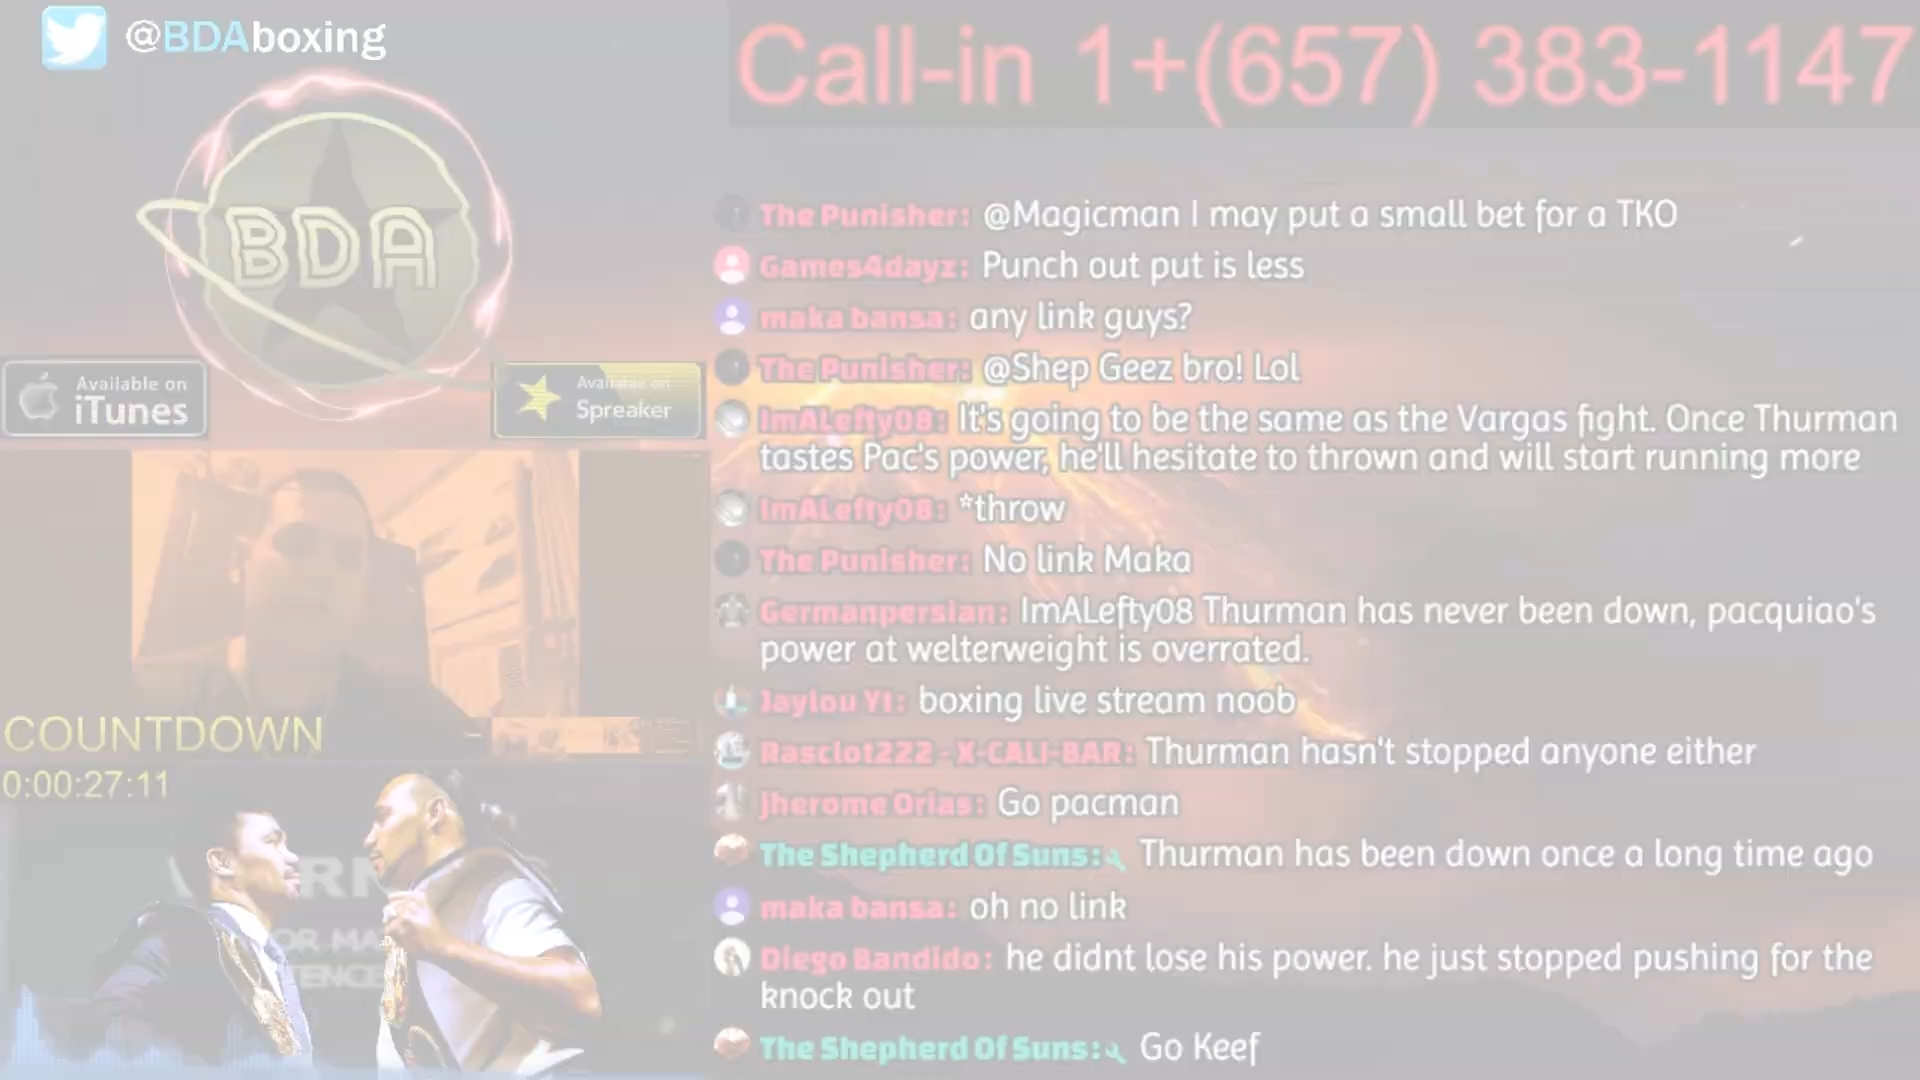 @BDAboxing
Call-in 1+(657) 383-1147
BDA
Available on
iTunes
Available on
Spreaker
COUNTDOWN
0:00:27:11
The Punisher: @Magicman I may put a small bet for a TKO
Games4dayz: Punch out put is less
maka bansa: any link guys?
The Punisher: @Shep Geez bro! Lol
ImALefty08: It's going to be the same as the Vargas fight. Once Thurman
tastes Pac's power, he'll hesitate to thrown and will start running more
ImALefty08: *throw
The Punisher: No link Maka
Germanpersian: ImALefty08 Thurman has never been down, pacquiao's
power at welterweight is overrated.
Jaylou Yt: boxing live stream noob
Rasclot222 - X-CALI-BAR: Thurman hasn't stopped anyone either
jherome Orias: Go pacman
The Shepherd Of Suns: Thurman has been down once a long time ago
maka bansa: oh no link
Diego Bandido: he didnt lose his power. he just stopped pushing for the
knock out
The Shepherd Of Suns: Go Keef